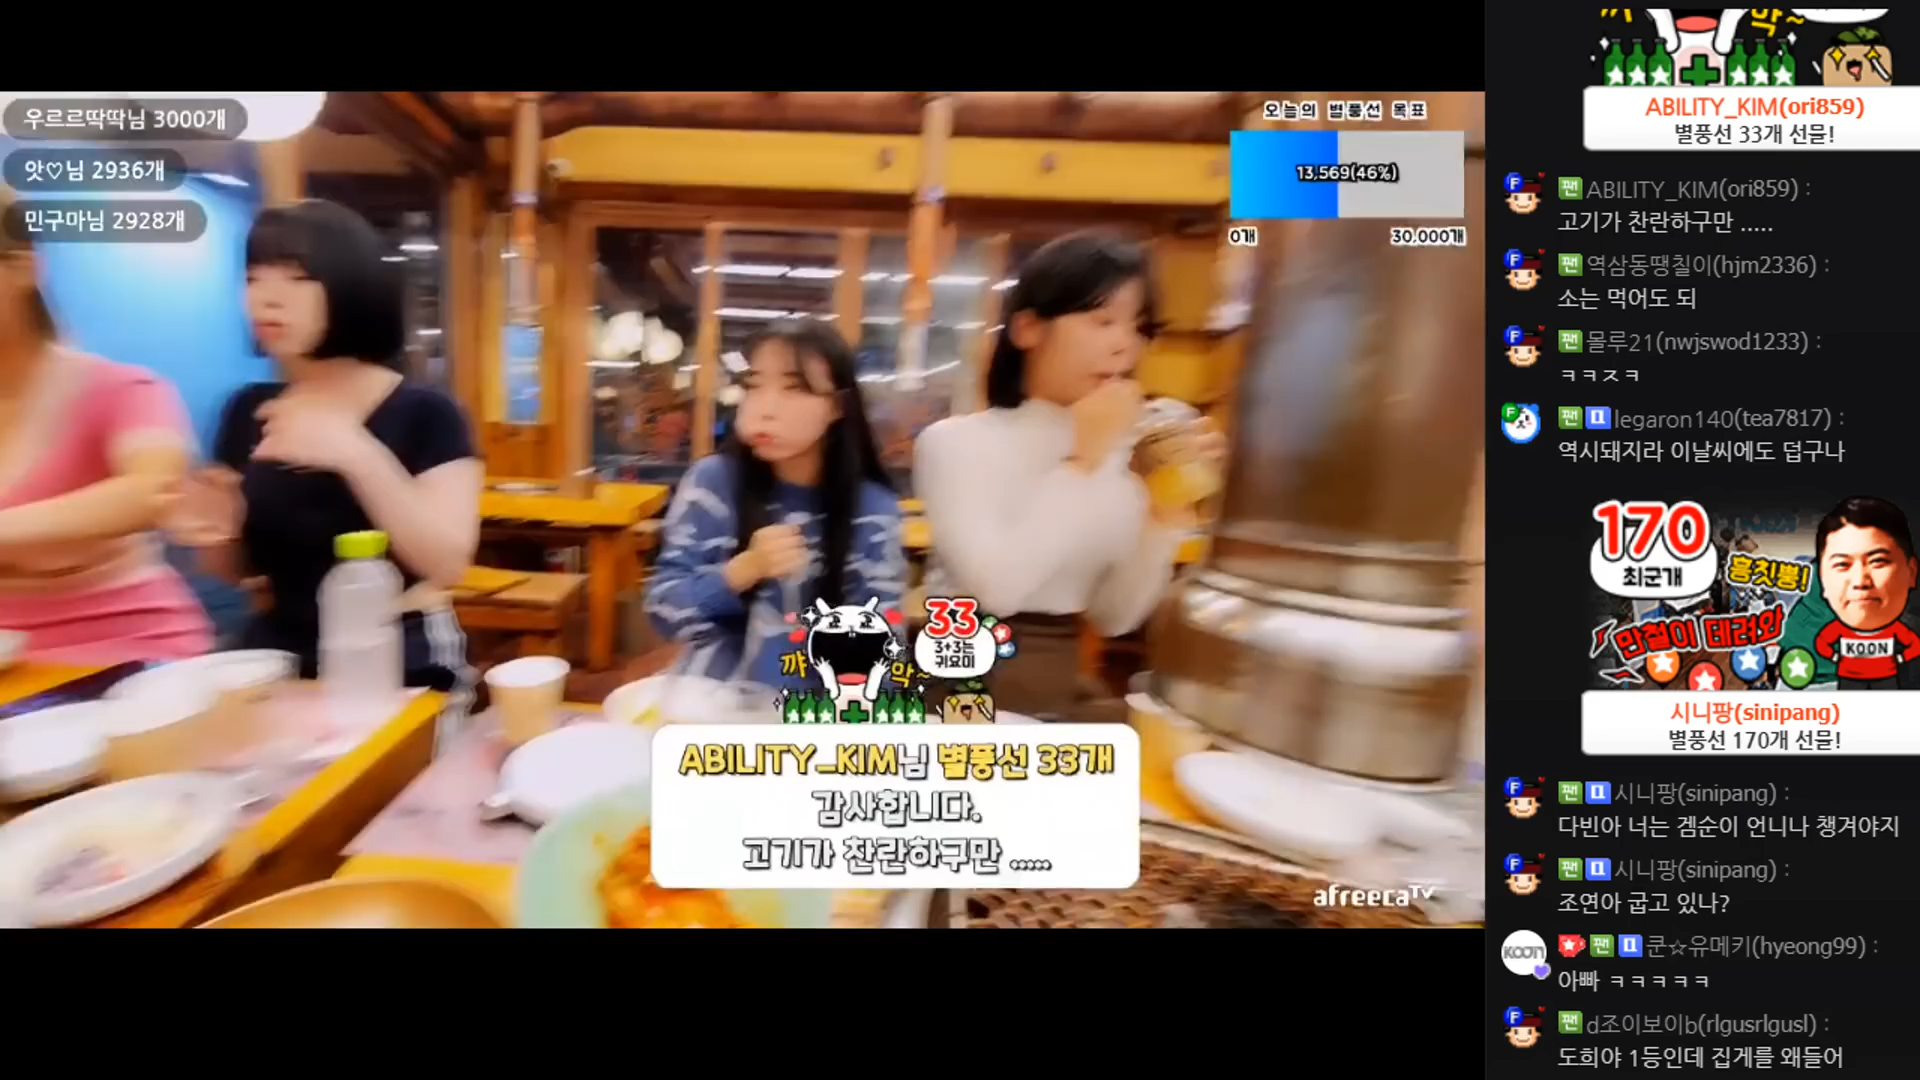 우르르딱딱님 3000개
앗♡님 2936개
민구마님 2928개
오늘의 별풍선 목표
13,569(46%)
0개
30,000개
꺄
악~
33
3+3는
귀요미
ABILITY_KIM님 별풍선 33개
감사합니다.
고기가 찬란하구만 .....
afreecaTV
ABILITY_KIM(ori859)
별풍선 33개 선물!
팬 ABILITY_KIM(ori859) :
고기가 찬란하구만 .....
팬 역삼동땡칠이(hjm2336) :
소는 먹어도 되
팬 몰루21(nwjswod1233) :
ㅋㅋㅈㅋ
팬 legaron140(tea7817) :
역시돼지라 이날씨에도 덥구나
170
최군개
흥칫뿡!
만철이 데려와
KOON
시니팡(sinipang)
별풍선 170개 선물!
팬 시니팡(sinipang) :
다빈아 너는 겜순이 언니나 챙겨야지
팬 시니팡(sinipang) :
조연아 굽고 있나?
KOON
팬 쿤☆유메키(hyeong99) :
아빠 ㅋㅋㅋㅋㅋ
팬 d조이보이b(rlgusrlgusl) :
도희야 1등인데 집게를 왜들어